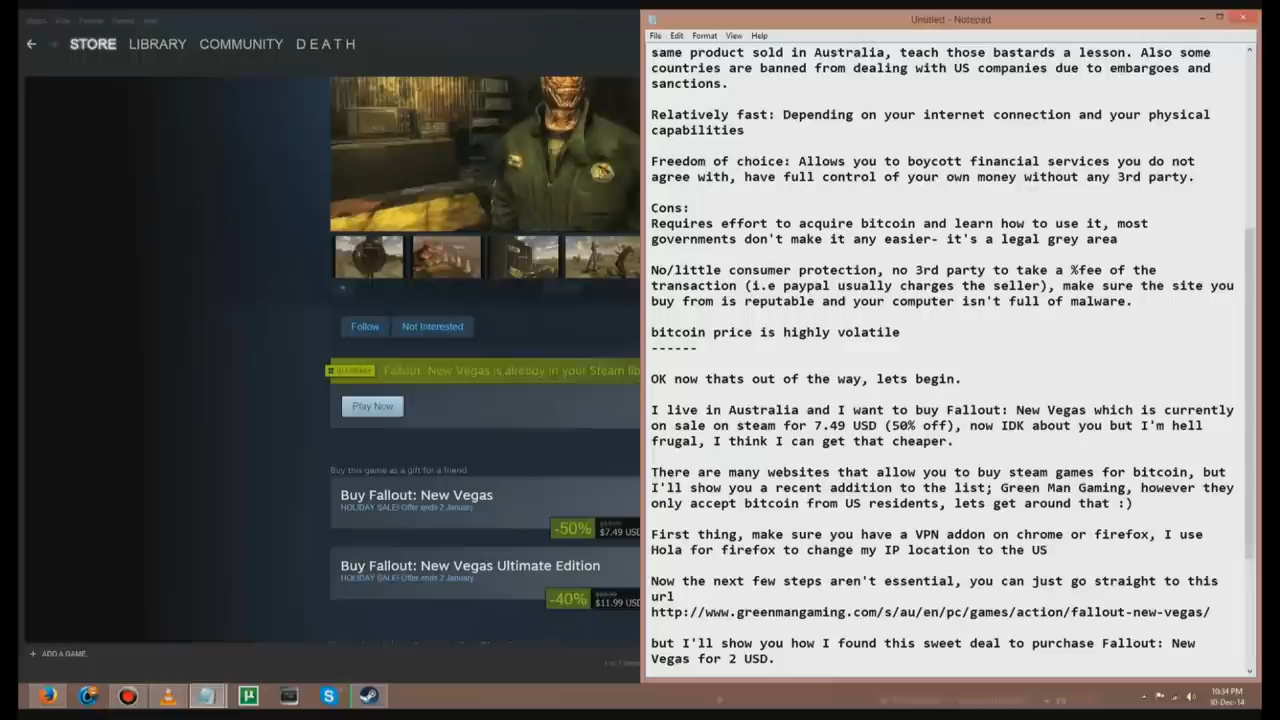 STORE LIBRARY COMMUNITY DEATH
Follow
Not Interested
Fallout: New Vegas is already in your Steam lib
Play Now
Buy this game as a gift for a friend
Buy Fallout: New Vegas
HOLIDAY SALE! Offer ends 2 January
-50%
$7.49 USD
Buy Fallout: New Vegas Ultimate Edition
HOLIDAY SALE! Offer ends 2 January
-40%
$11.99 USD
ADD A GAME.
Untitled - Notepad
File Edit Format View Help
same product sold in Australia, teach those bastards a lesson. Also some
countries are banned from dealing with US companies due to embargoes and
sanctions.
Relatively fast: Depending on your internet connection and your physical
capabilities
Freedom of choice: Allows you to boycott financial services you do not
agree with, have full control of your own money without any 3rd party.
Cons:
Requires effort to acquire bitcoin and learn how to use it, most
governments don't make it any easier- it's a legal grey area
No/little consumer protection, no 3rd party to take a %fee of the
transaction (i.e paypal usually charges the seller), make sure the site you
buy from is reputable and your computer isn't full of malware.
bitcoin price is highly volatile
------
OK now thats out of the way, lets begin.
I live in Australia and I want to buy Fallout: New Vegas which is currently
on sale on steam for 7.49 USD (50% off), now IDK about you but I'm hell
frugal, I think I can get that cheaper.
There are many websites that allow you to buy steam games for bitcoin, but
I'll show you a recent addition to the list; Green Man Gaming, however they
only accept bitcoin from US residents, lets get around that :)
First thing, make sure you have a VPN addon on chrome or firefox, I use
Hola for firefox to change my IP location to the US
Now the next few steps aren't essential, you can just go straight to this
url
http://www.greenmangaming.com/s/au/en/pc/games/action/fallout-new-vegas/
but I'll show you how I found this sweet deal to purchase Fallout: New
Vegas for 2 USD.
10:34 PM
30-Dec-14